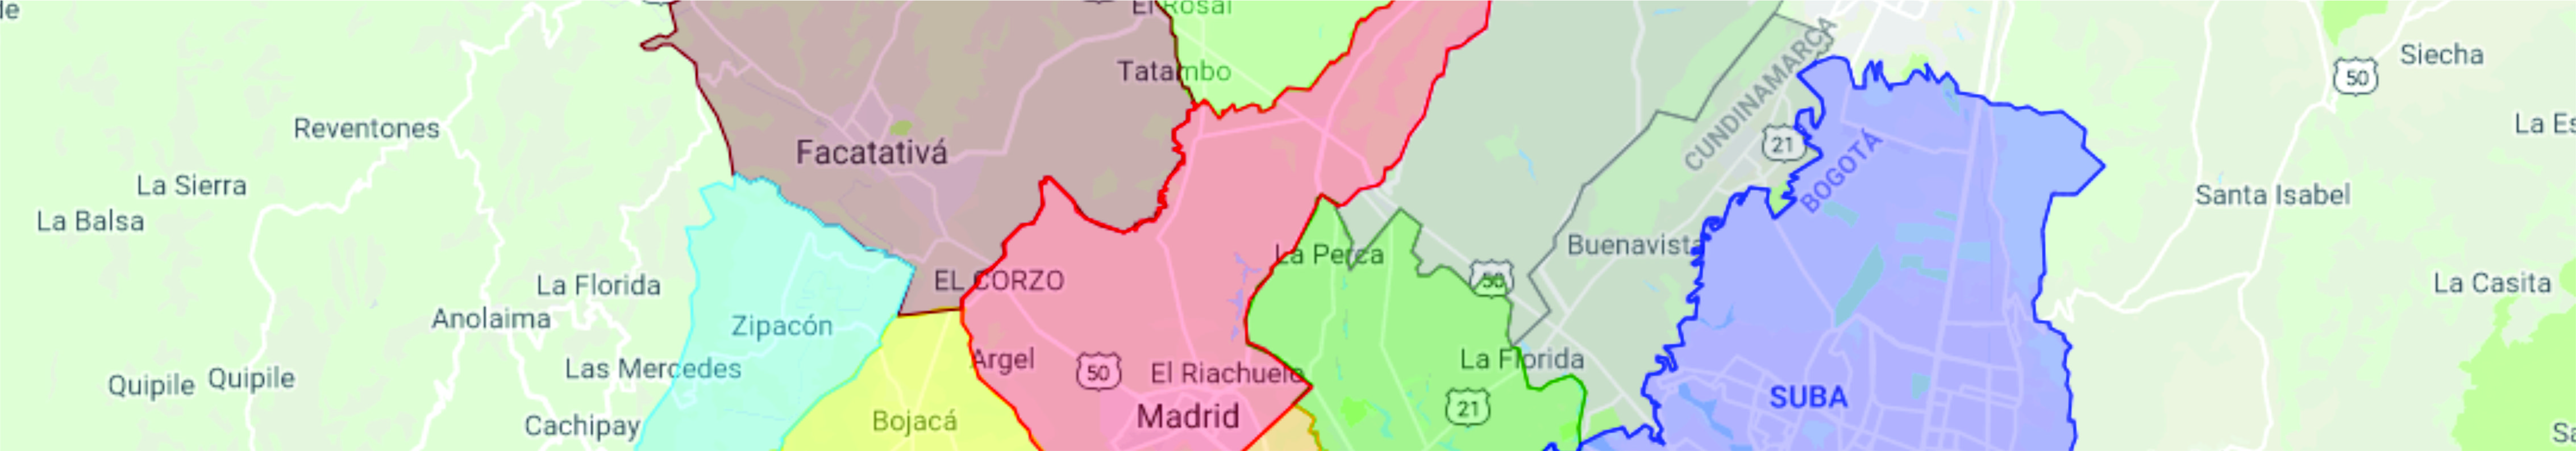 El Rosal
Siecha
Tatambo
50
Reventones
La Es
CUNDINAMARCA
21
Facatativá
BOGOTÁ
La Sierra
Santa Isabel
La Balsa
Buenavista
La Perca
EL CORZO
50
La Florida
La Casita
Anolaima
Zipacón
Argel
La Florida
Las Mercedes
50
El Riachuelo
Quipile
Quipile
SUBA
21
Madrid
Bojacá
Cachipay